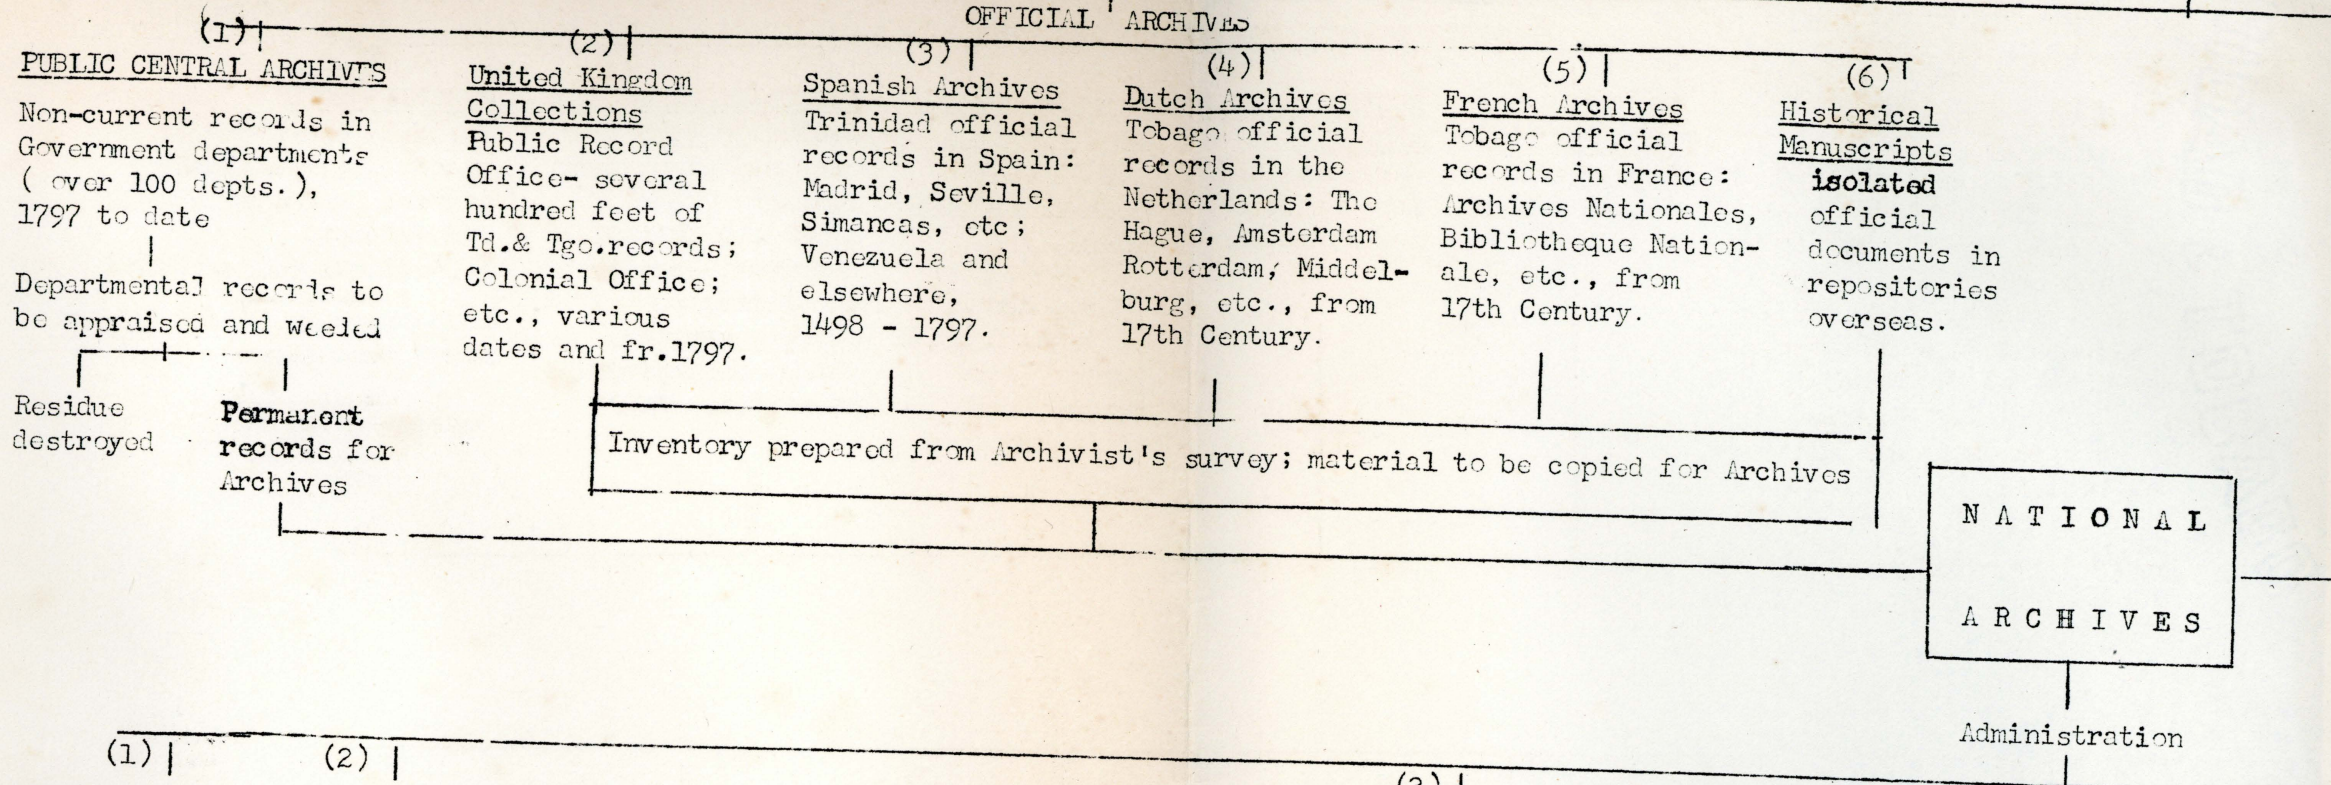 OFFICIAL ARCHIVES
(1)
PUBLIC CENTRAL ARCHIVES
Non-current records in
Government departments
( over 100 depts.),
1797 to date
Departmental records to
be appraised and weeded
Residue
destroyed
Permanent
records for
Archives
(2)
United Kingdom
Collections
Public Record
Office- several
hundred feet of
Td.& Tgo.records;
Colonial Office;
etc., various
dates and fr.1797.
(3)
Spanish Archives
Trinidad official
records in Spain:
Madrid, Seville,
Simancas, etc;
Venezuela and
elsewhere,
1498 - 1797.
(4)
Dutch Archives
Tobago official
records in the
Netherlands: The
Hague, Amsterdam
Rotterdam, Middel-
burg, etc., from
17th Century.
(5)
French Archives
Tobago official
records in France:
Archives Nationales,
Bibliotheque Nation-
ale, etc., from
17th Century.
(6)
Historical
Manuscripts
isolated
official
documents in
repositories
overseas.
Inventory prepared from Archivist's survey; material to be copied for Archives
NATIONAL
ARCHIVES
Administration
(1)
(2)
(3)